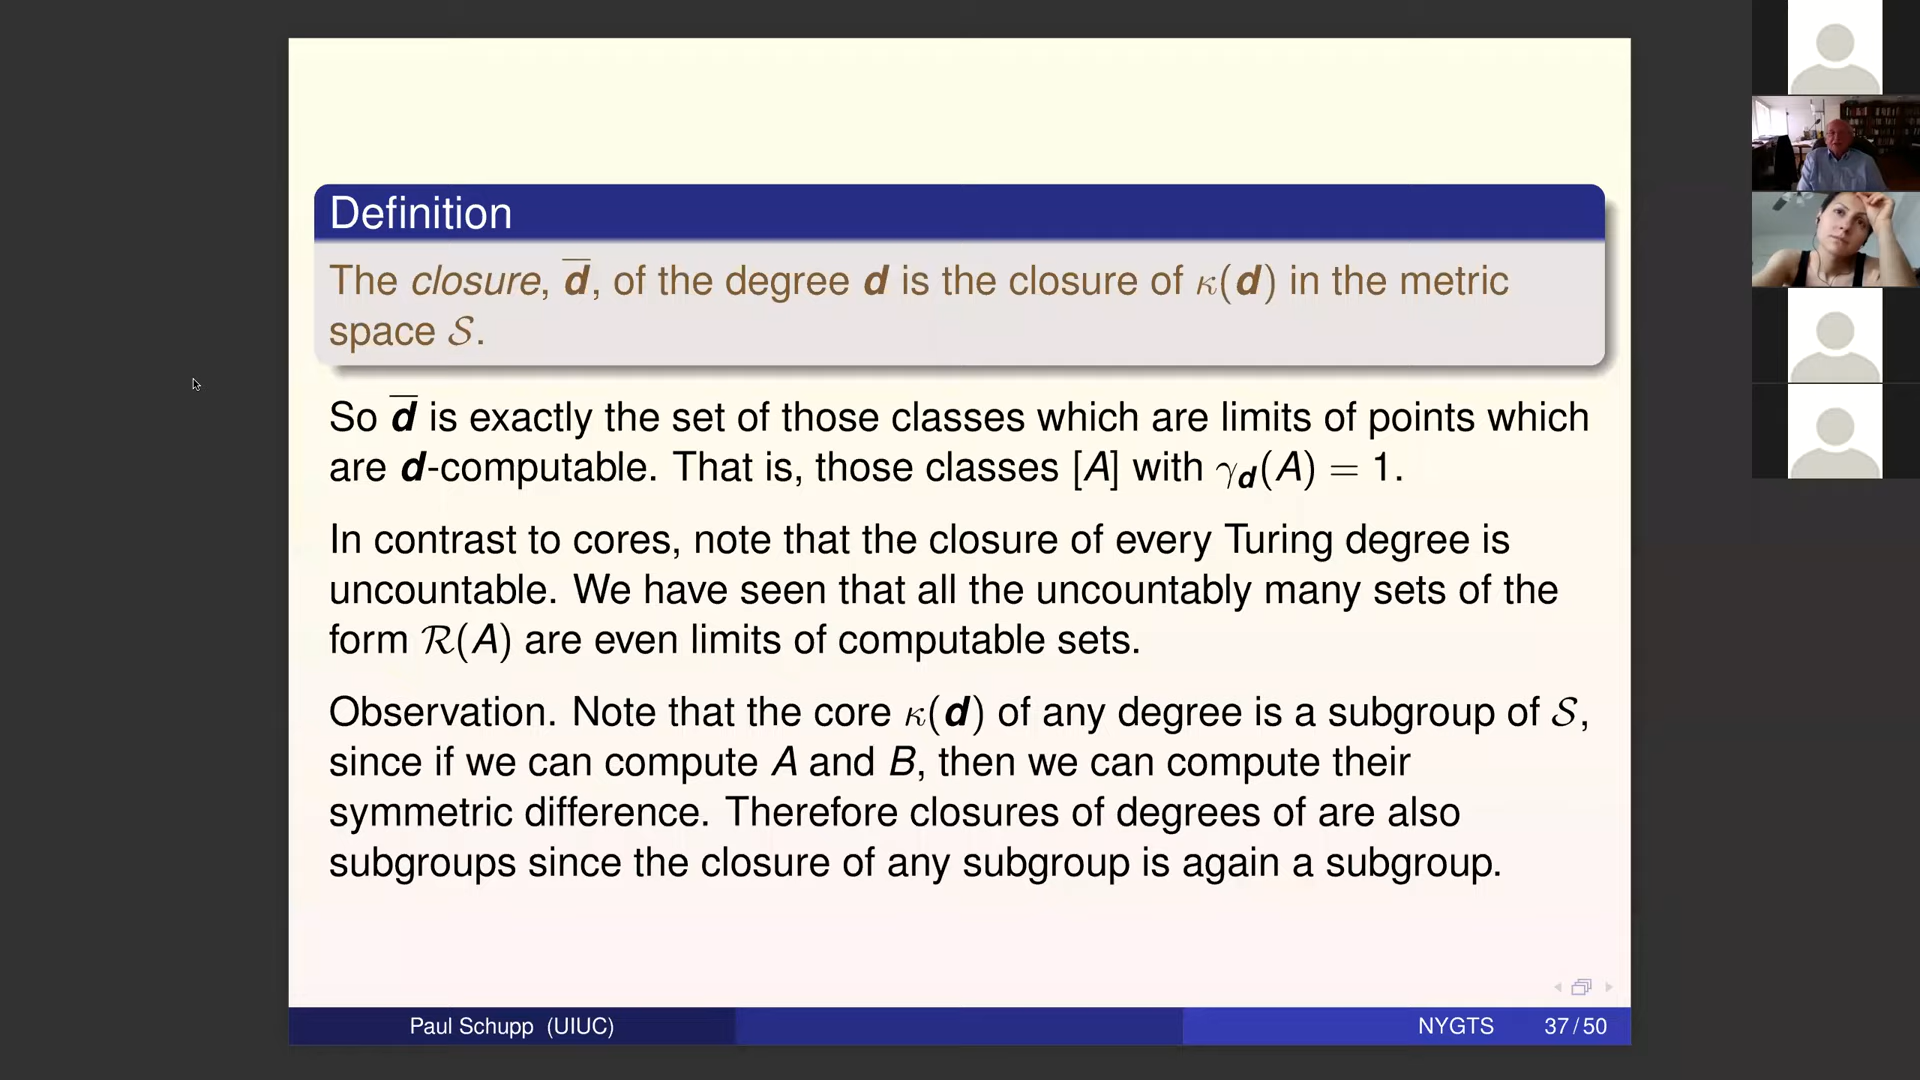 Definition
The closure, d̅, of the degree d is the closure of κ(d) in the metric
space 𝒮.
So d̅ is exactly the set of those classes which are limits of points which
are d-computable. That is, those classes [A] with γ_d(A) = 1.
In contrast to cores, note that the closure of every Turing degree is
uncountable. We have seen that all the uncountably many sets of the
form ℛ(A) are even limits of computable sets.
Observation. Note that the core κ(d) of any degree is a subgroup of 𝒮,
since if we can compute A and B, then we can compute their
symmetric difference. Therefore closures of degrees of are also
subgroups since the closure of any subgroup is again a subgroup.
Paul Schupp (UIUC) NYGTS 37 / 50